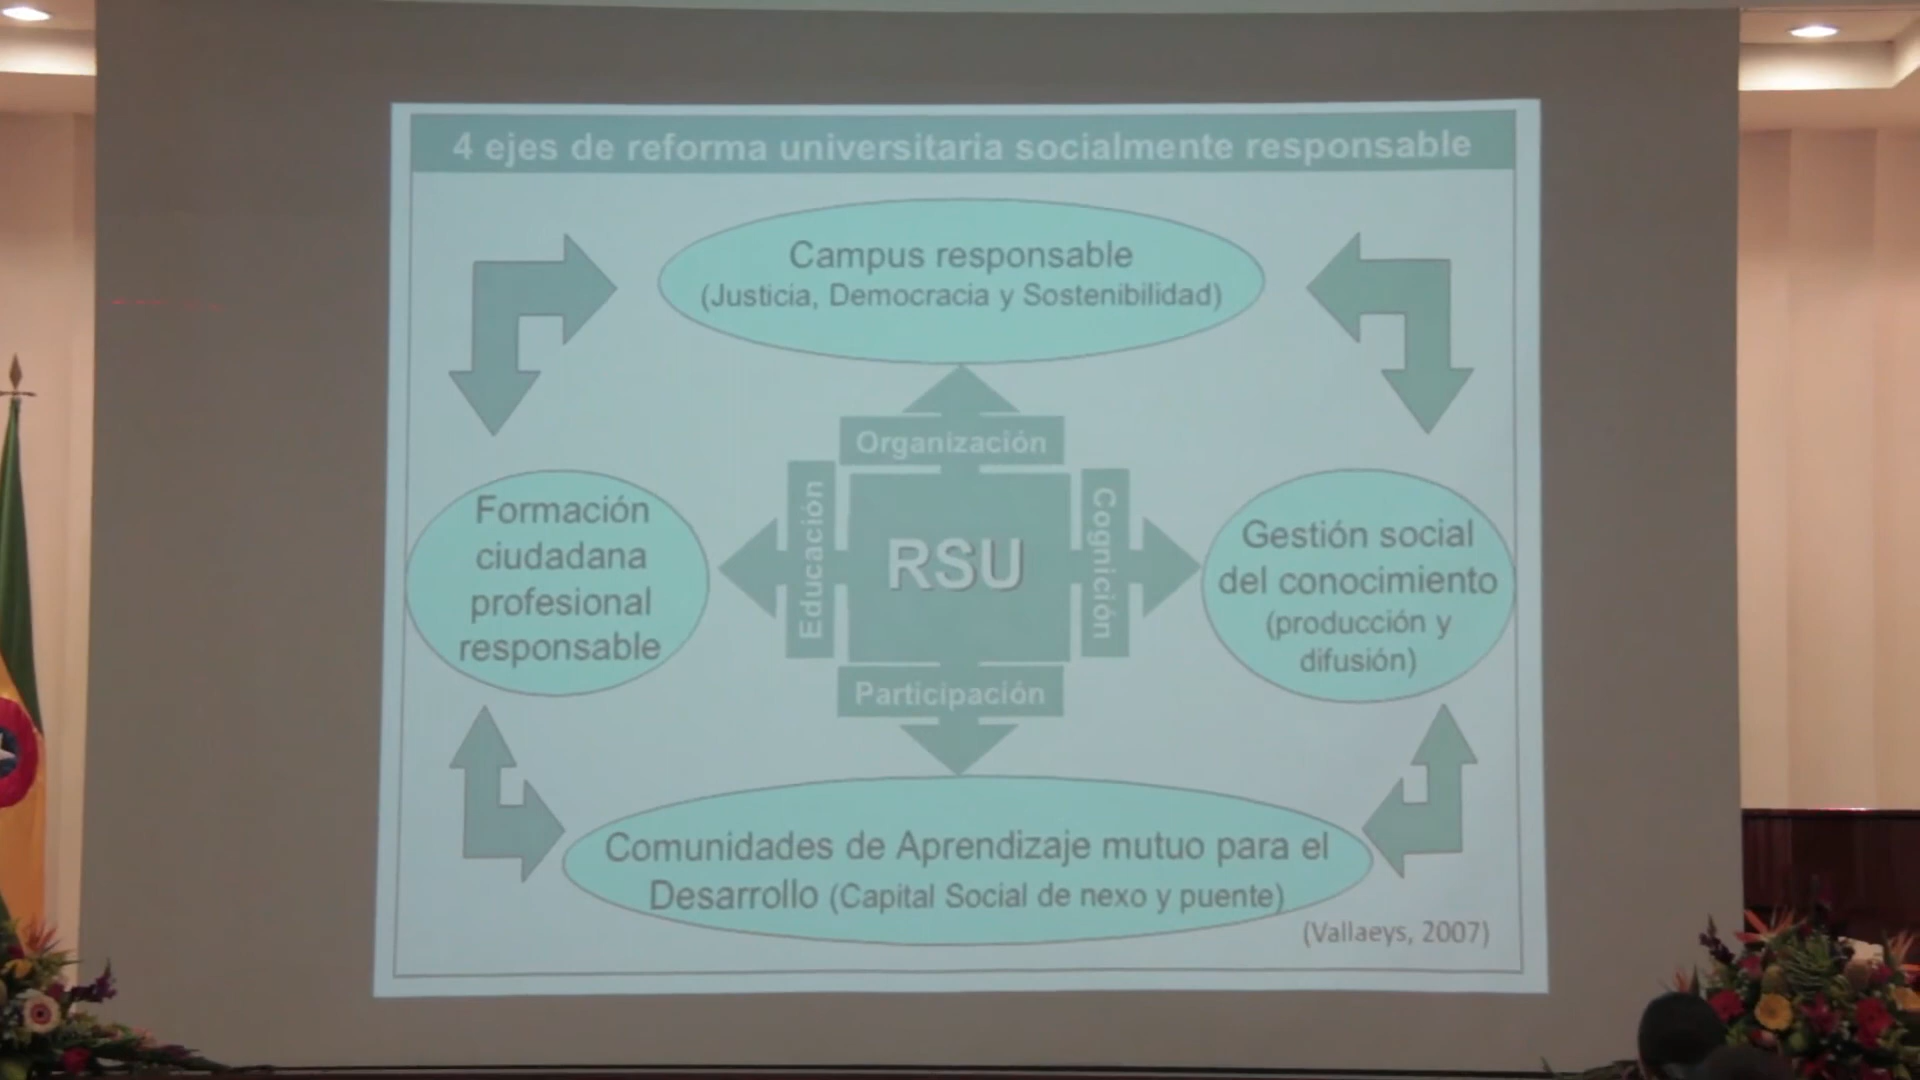 4 ejes de reforma universitaria socialmente responsable
Campus responsable
(Justicia, Democracia y Sostenibilidad)
Organización
Formación
ciudadana
profesional
responsable
Educación
RSU
Cognición
Gestión social
del conocimiento
(producción y
difusión)
Participación
Comunidades de Aprendizaje mutuo para el
Desarrollo (Capital Social de nexo y puente)
(Vallaeys, 2007)